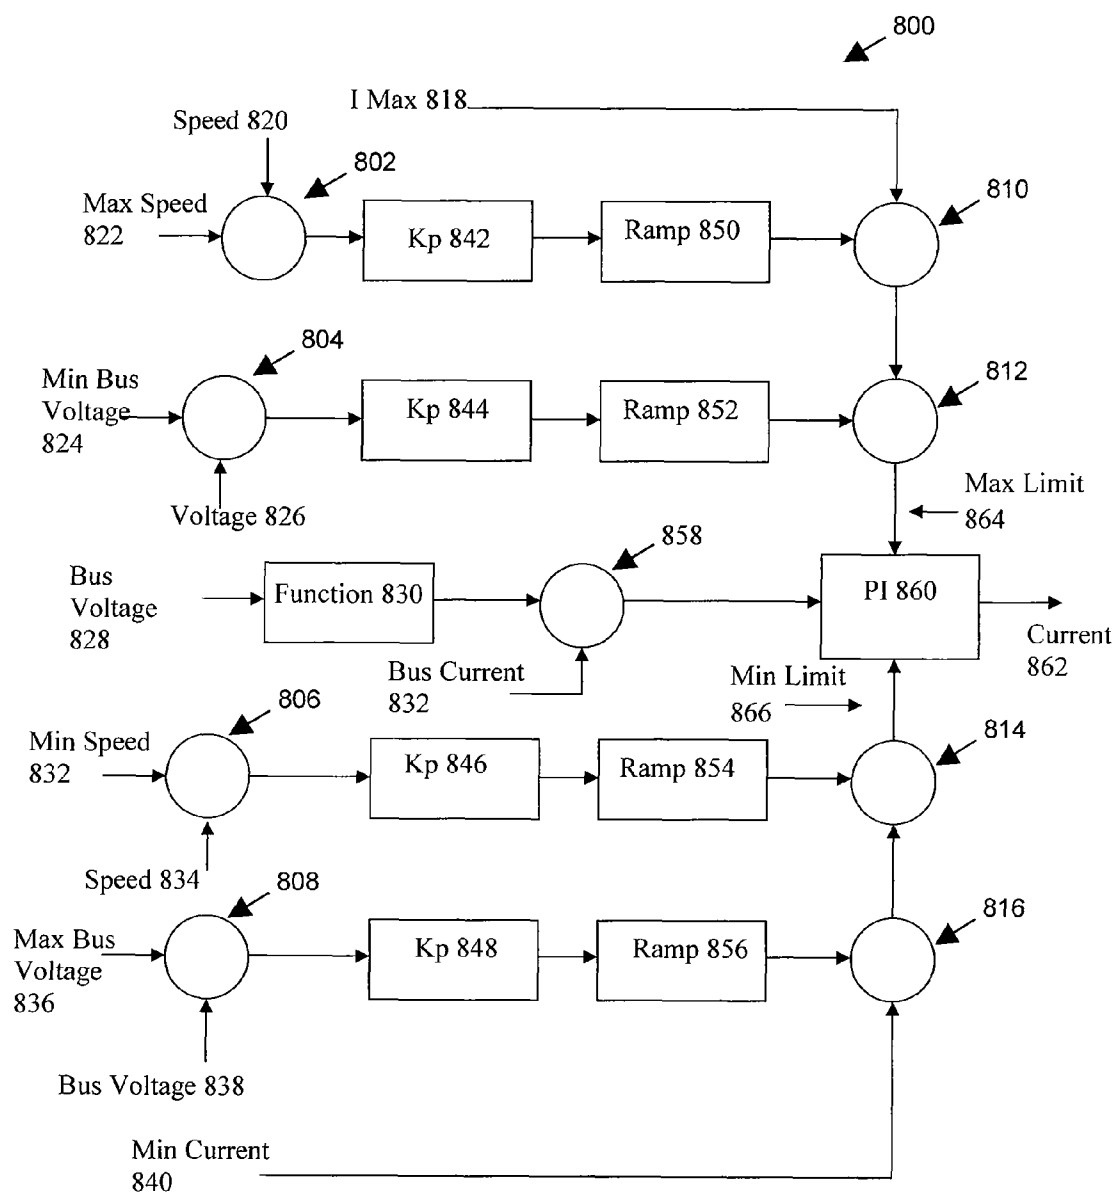 800
I Max 818
Speed 820
802
Max Speed
822
Kp 842
Ramp 850
810
804
Min Bus
Voltage
824
Kp 844
Ramp 852
812
Voltage 826
Max Limit
864
858
Bus
Voltage
828
Function 830
PI 860
Bus Current
832
Current
862
Min Limit
866
806
Min Speed
832
Kp 846
Ramp 854
814
Speed 834
808
Max Bus
Voltage
836
Kp 848
Ramp 856
816
Bus Voltage 838
Min Current
840